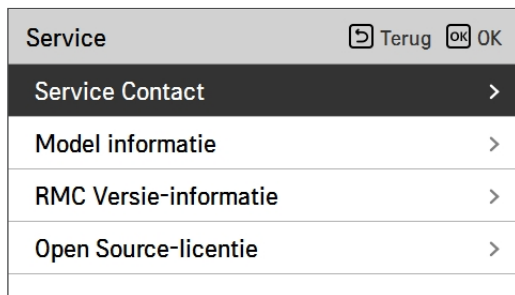 Service Terug OK OK
Service Contact >
Model informatie >
RMC Versie-informatie >
Open Source-licentie >